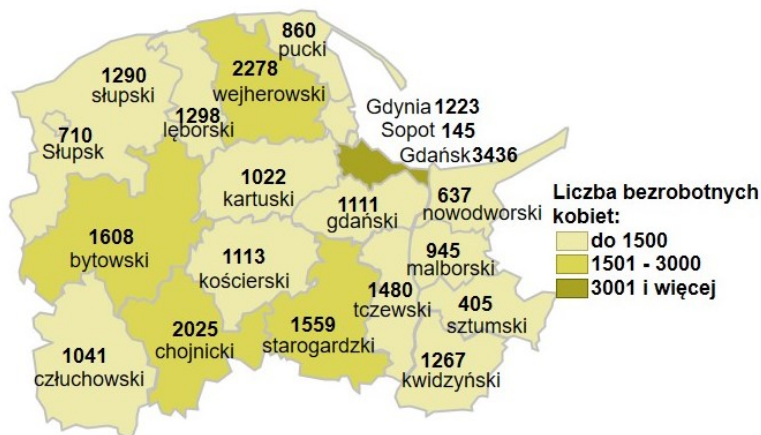 860
pucki
1290
słupski
2278
wejherowski
Gdynia 1223
Sopot 145
Gdańsk 3436
710
Słupsk
1298
lęborski
1022
kartuski
1111
gdański
637
nowodworski
1608
bytowski
1113
kościerski
945
malborski
1480
tczewski
405
sztumski
1041
człuchowski
2025
chojnicki
1559
starogardzki
1267
kwidzyński
Liczba bezrobotnych
kobiet:
do 1500
1501 - 3000
3001 i więcej